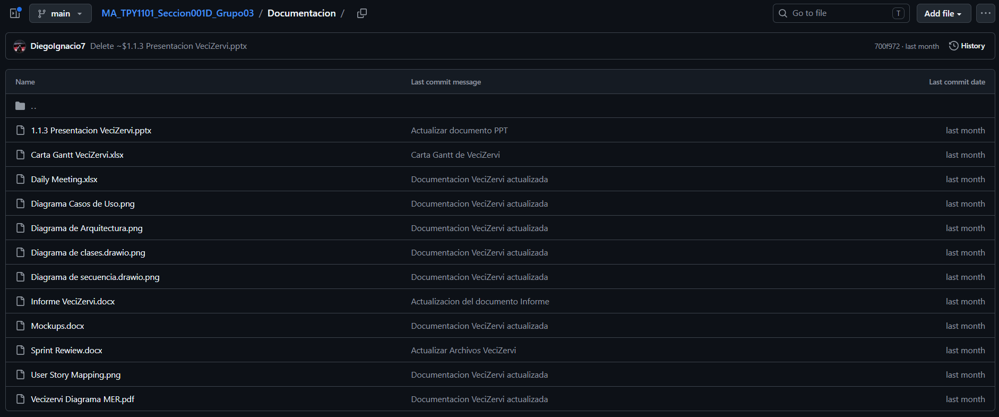 main MA_TPY1101_Seccion001D_Grupo03 / Documentacion / Go to file T Add file
DiegoIgnacio7 Delete ~$1.1.3 Presentacion VeciZervi.pptx 700f972 · last month History
Name Last commit message Last commit date
..
1.1.3 Presentacion VeciZervi.pptx Actualizar documento PPT last month
Carta Gantt VeciZervi.xlsx Carta Gantt de VeciZervi last month
Daily Meeting.xlsx Documentacion VeciZervi actualizada last month
Diagrama Casos de Uso.png Documentacion VeciZervi actualizada last month
Diagrama de Arquitectura.png Documentacion VeciZervi actualizada last month
Diagrama de clases.drawio.png Documentacion VeciZervi actualizada last month
Diagrama de secuencia.drawio.png Documentacion VeciZervi actualizada last month
Informe VeciZervi.docx Actualizacion del documento Informe last month
Mockups.docx Documentacion VeciZervi actualizada last month
Sprint Rewiew.docx Actualizar Archivos VeciZervi last month
User Story Mapping.png Documentacion VeciZervi actualizada last month
Vecizervi Diagrama MER.pdf Documentacion VeciZervi actualizada last month